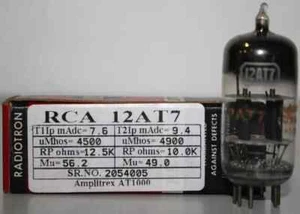 RADIOTRON
RCA 12AT7
T1Ip mAdc= 7.6 T2Ip mAdc= 9.4
uMhos= 4500 uMhos= 4900
RP ohms= 12.5K RP ohms= 10.0K
Mu= 56.2 Mu= 49.0
SR.NO. 2054005
Amplitrex AT1000
AGAINST DEFECTS
12AT7